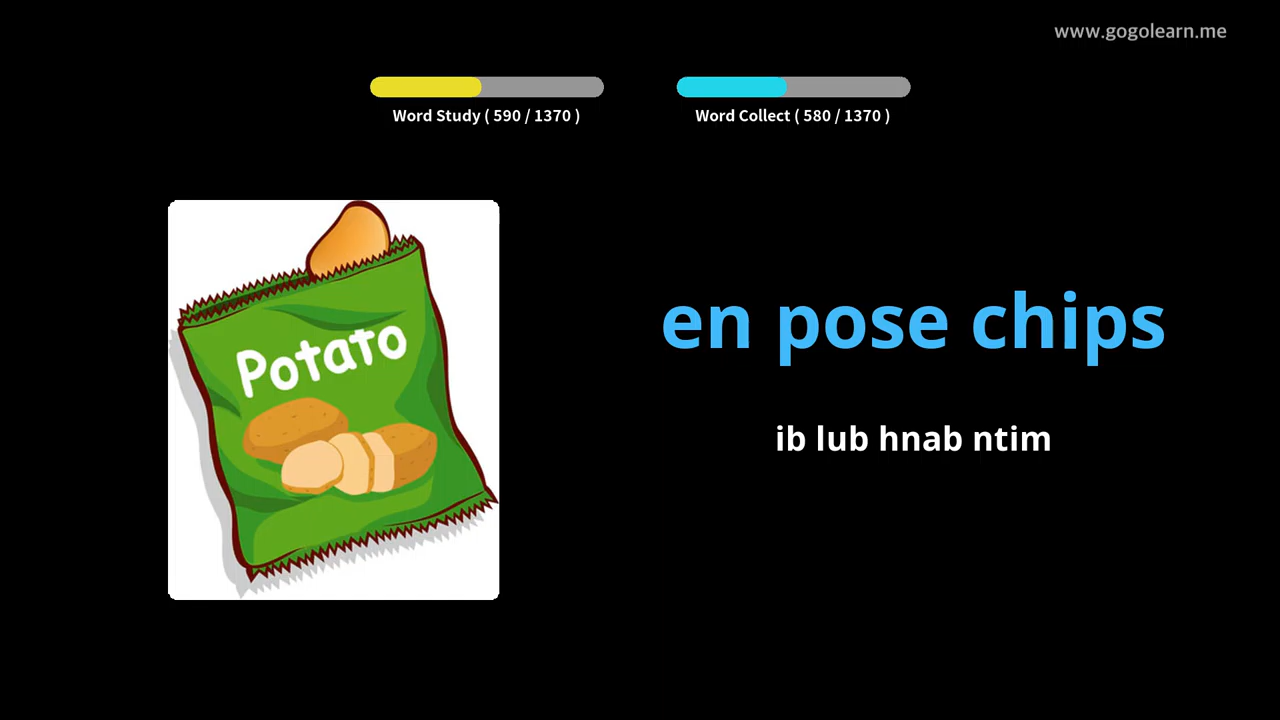 www.gogolearn.me
Word Study ( 590 / 1370 )
Word Collect ( 580 / 1370 )
Potato
en pose chips
ib lub hnab ntim